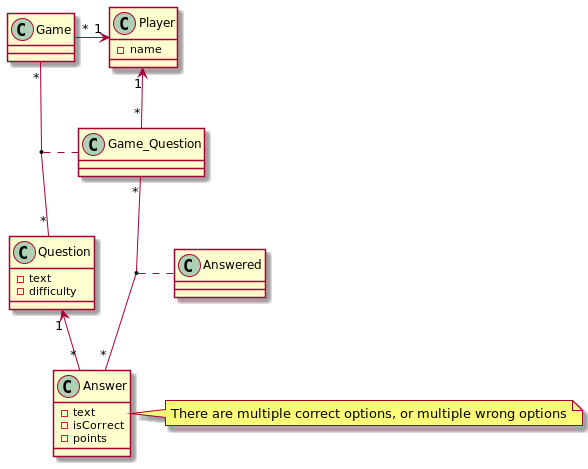 C Game
* 1
C Player
name
*
1
*
C Game_Question
*
*
C Question
text
difficulty
C Answered
1
*
*
C Answer
text
isCorrect
points
There are multiple correct options, or multiple wrong options